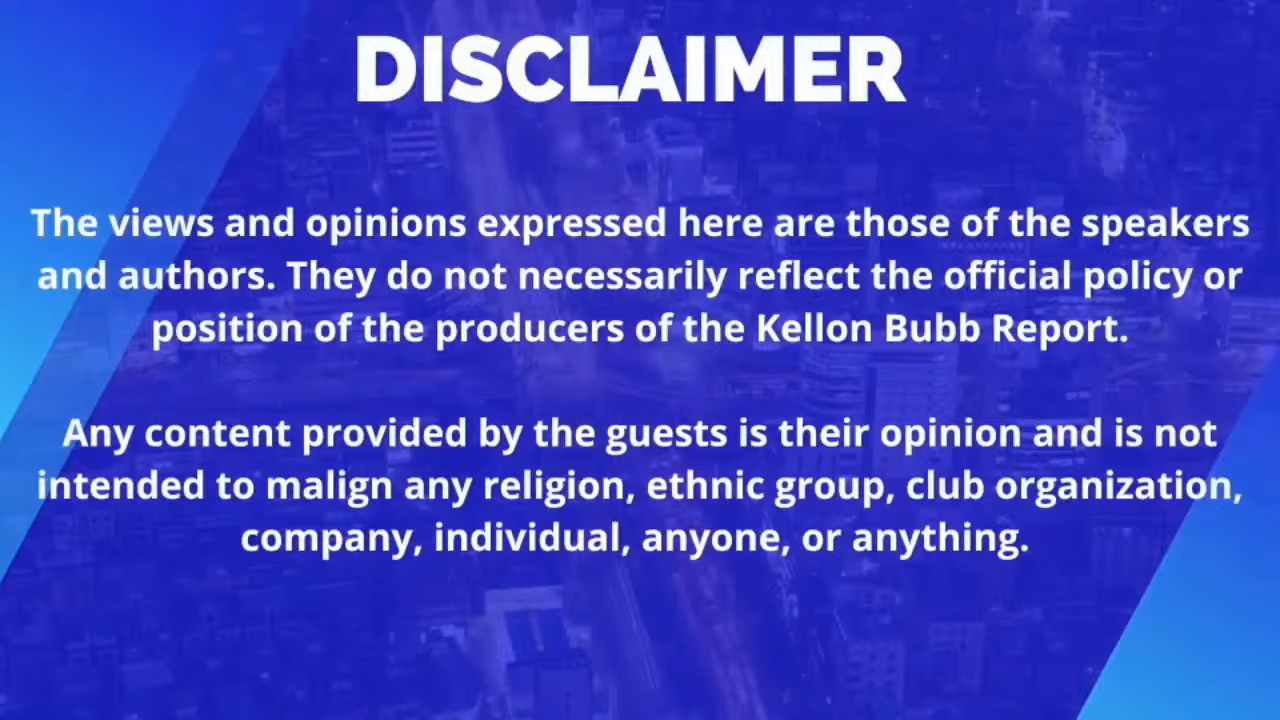 DISCLAIMER
The views and opinions expressed here are those of the speakers
and authors. They do not necessarily reflect the official policy or
position of the producers of the Kellon Bubb Report.
Any content provided by the guests is their opinion and is not
intended to malign any religion, ethnic group, club organization,
company, individual, anyone, or anything.